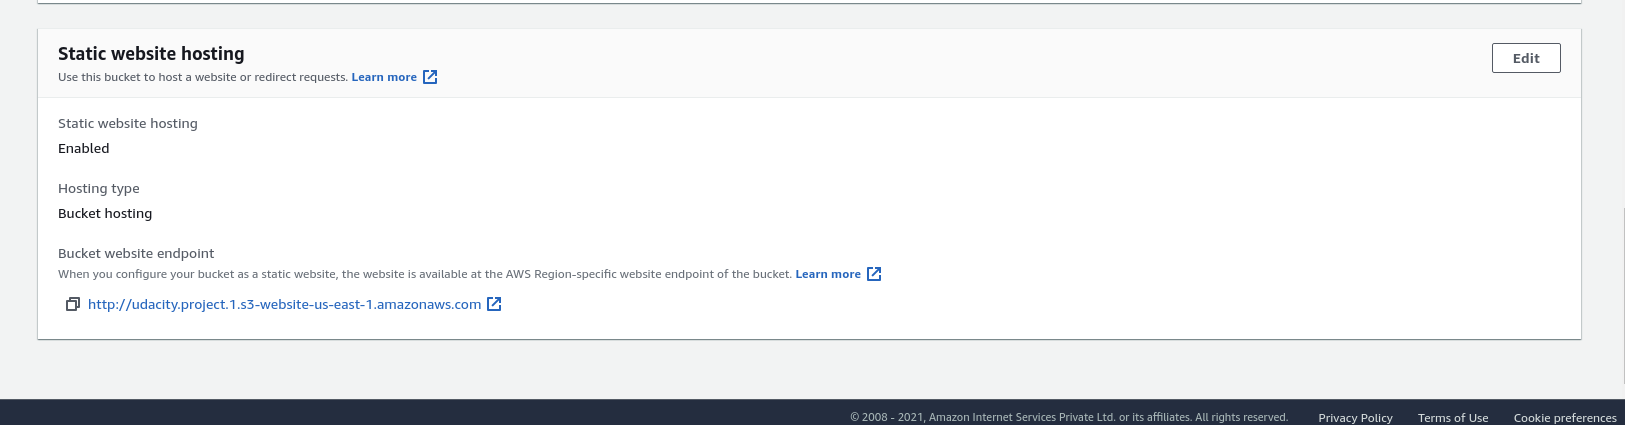 Static website hosting
Edit
Use this bucket to host a website or redirect requests. Learn more
Static website hosting
Enabled
Hosting type
Bucket hosting
Bucket website endpoint
When you configure your bucket as a static website, the website is available at the AWS Region-specific website endpoint of the bucket. Learn more
http://udacity.project.1.s3-website-us-east-1.amazonaws.com
© 2008 - 2021, Amazon Internet Services Private Ltd. or its affiliates. All rights reserved. Privacy Policy Terms of Use Cookie preferences